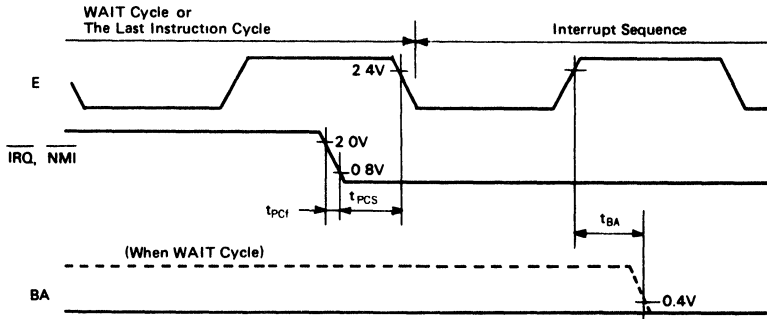 WAIT Cycle or
The Last Instruction Cycle
Interrupt Sequence
E
2 4V
IRQ, NMI
2 0V
0 8V
tPCf
tPCS
tBA
(When WAIT Cycle)
BA
0.4V